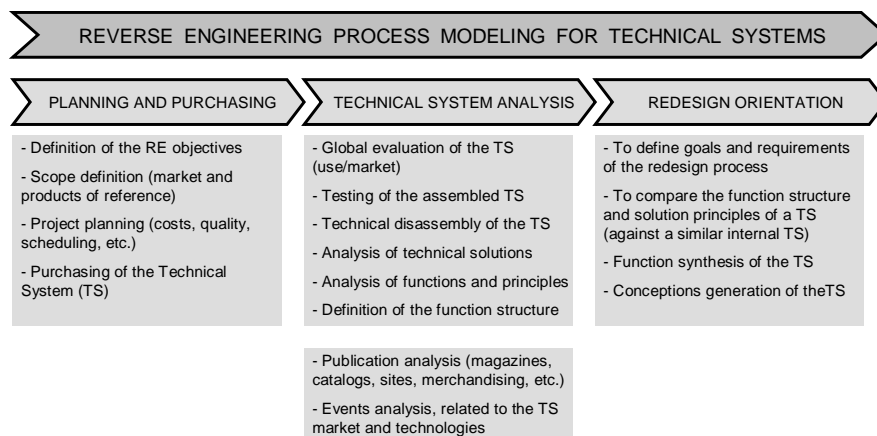 REVERSE ENGINEERING PROCESS MODELING FOR TECHNICAL SYSTEMS
PLANNING AND PURCHASING
- Definition of the RE objectives
- Scope definition (market and
products of reference)
- Project planning (costs, quality,
scheduling, etc.)
- Purchasing of the Technical
System (TS)
TECHNICAL SYSTEM ANALYSIS
- Global evaluation of the TS
(use/market)
- Testing of the assembled TS
- Technical disassembly of the TS
- Analysis of technical solutions
- Analysis of functions and principles
- Definition of the function structure
- Publication analysis (magazines,
catalogs, sites, merchandising, etc.)
- Events analysis, related to the TS
market and technologies
REDESIGN ORIENTATION
- To define goals and requirements
of the redesign process
- To compare the function structure
and solution principles of a TS
(against a similar internal TS)
- Function synthesis of the TS
- Conceptions generation of theTS